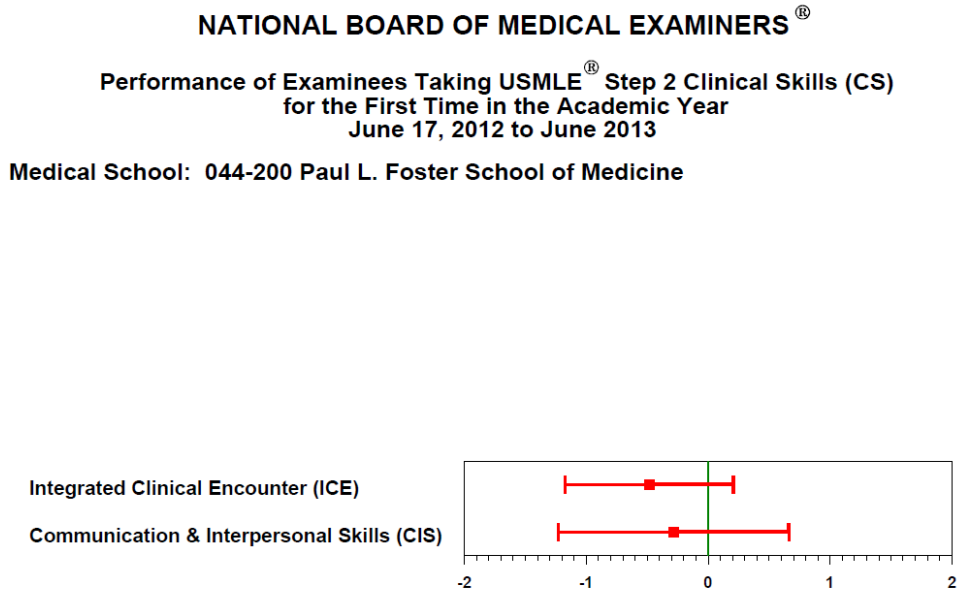 NATIONAL BOARD OF MEDICAL EXAMINERS®
Performance of Examinees Taking USMLE® Step 2 Clinical Skills (CS)
for the First Time in the Academic Year
June 17, 2012 to June 2013
Medical School: 044-200 Paul L. Foster School of Medicine
Integrated Clinical Encounter (ICE)
Communication & Interpersonal Skills (CIS)
-2 -1 0 1 2